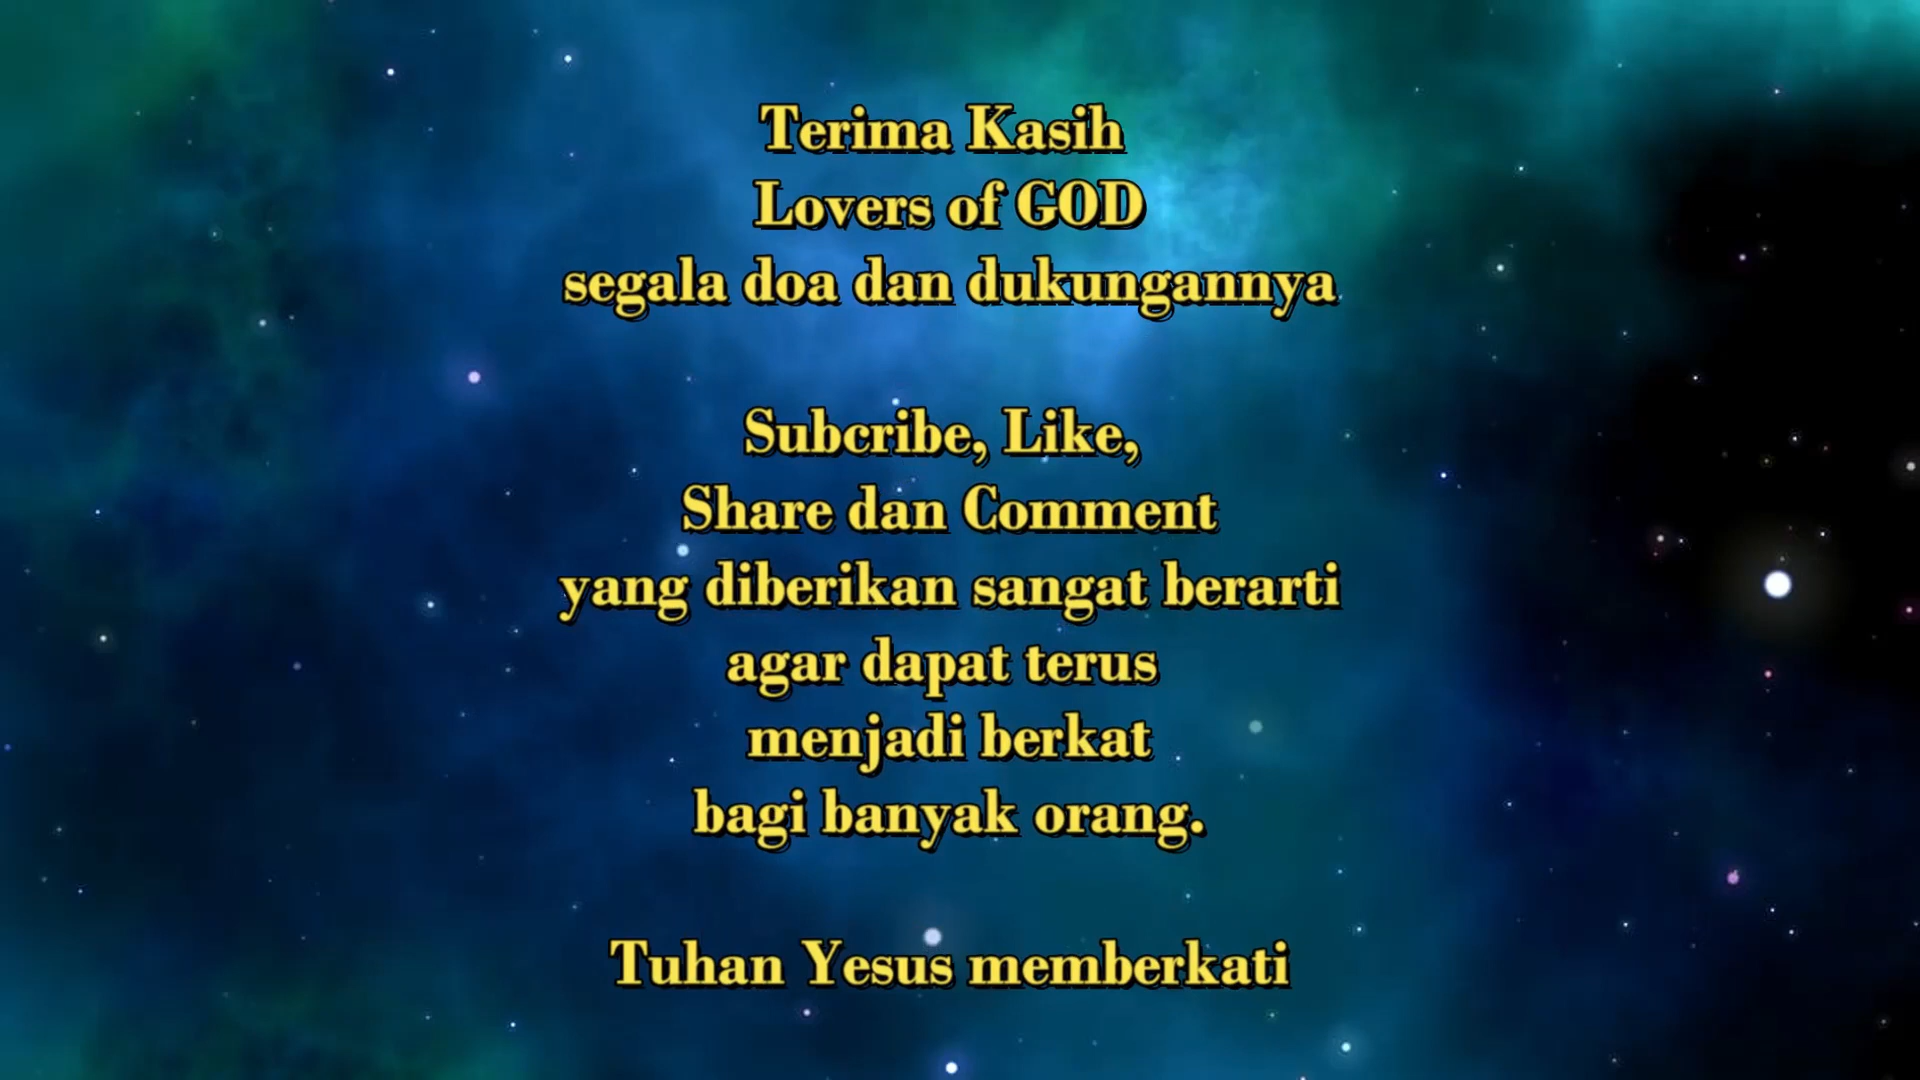 Terima Kasih
Lovers of GOD
segala doa dan dukungannya
Subcribe, Like,
Share dan Comment
yang diberikan sangat berarti
agar dapat terus
menjadi berkat
bagi banyak orang.
Tuhan Yesus memberkati